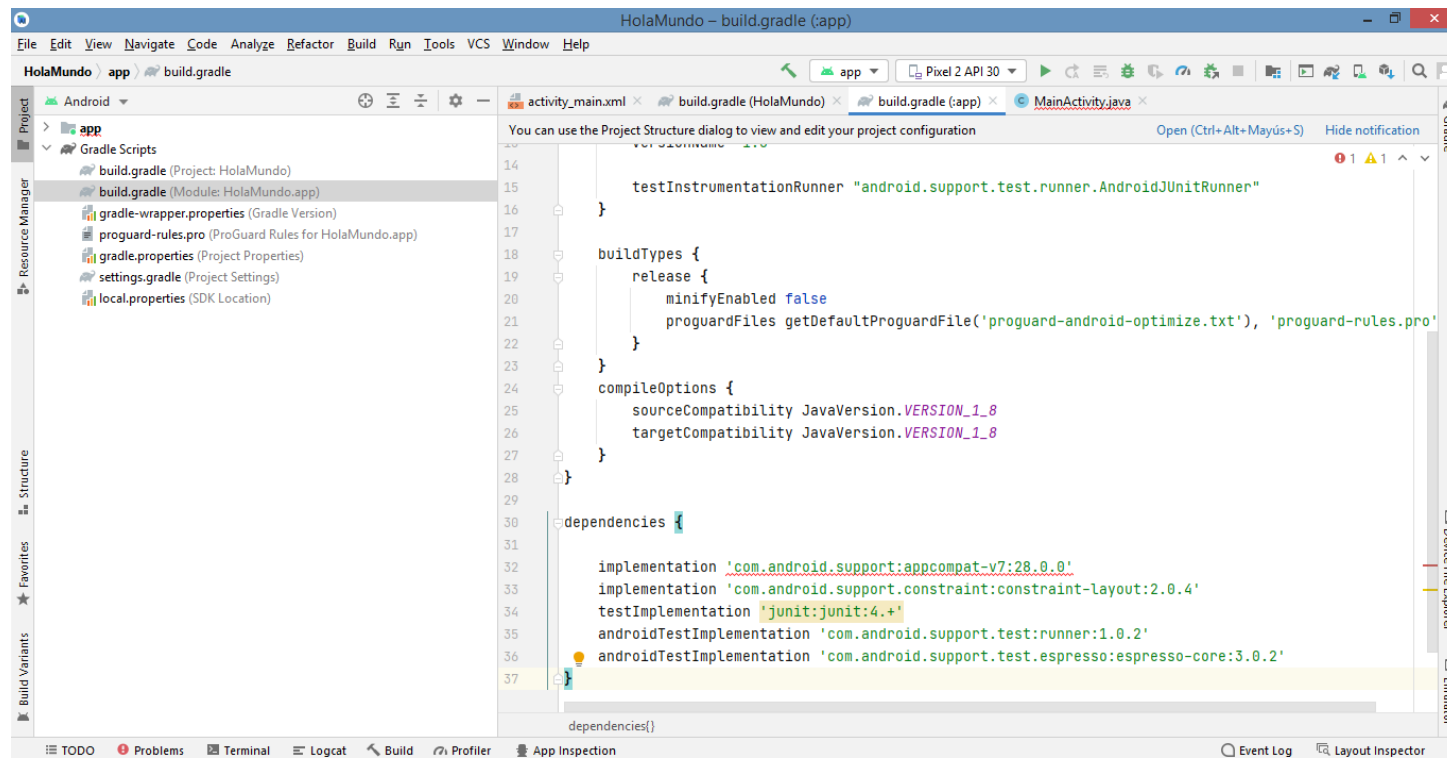 HolaMundo – build.gradle (:app)
File Edit View Navigate Code Analyze Refactor Build Run Tools VCS Window Help
HolaMundo app build.gradle
app Pixel 2 API 30
Project
Android
activity_main.xml build.gradle (HolaMundo) build.gradle (:app) MainActivity.java
app
Gradle Scripts
build.gradle (Project: HolaMundo)
build.gradle (Module: HolaMundo.app)
gradle-wrapper.properties (Gradle Version)
proguard-rules.pro (ProGuard Rules for HolaMundo.app)
gradle.properties (Project Properties)
settings.gradle (Project Settings)
local.properties (SDK Location)
Resource Manager
Structure
Favorites
Build Variants
You can use the Project Structure dialog to view and edit your project configuration Open (Ctrl+Alt+Mayús+S) Hide notification
1 1
14
15 testInstrumentationRunner "android.support.test.runner.AndroidJUnitRunner"
16 }
17
18 buildTypes {
19 release {
20 minifyEnabled false
21 proguardFiles getDefaultProguardFile('proguard-android-optimize.txt'), 'proguard-rules.pro'
22 }
23 }
24 compileOptions {
25 sourceCompatibility JavaVersion.VERSION_1_8
26 targetCompatibility JavaVersion.VERSION_1_8
27 }
28 }
29
30 dependencies {
31
32 implementation 'com.android.support:appcompat-v7:28.0.0'
33 implementation 'com.android.support.constraint:constraint-layout:2.0.4'
34 testImplementation 'junit:junit:4.+'
35 androidTestImplementation 'com.android.support.test:runner:1.0.2'
36 androidTestImplementation 'com.android.support.test.espresso:espresso-core:3.0.2'
37 }
dependencies{}
TODO Problems Terminal Logcat Build Profiler App Inspection Event Log Layout Inspector